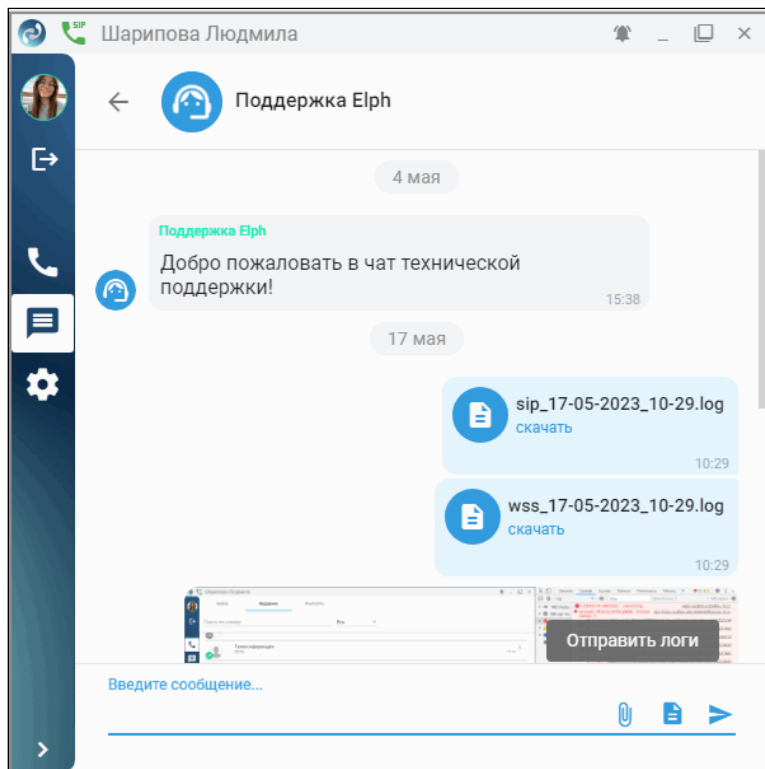 SIP
Шарипова Людмила
Поддержка Elph
4 мая
Поддержка Elph
Добро пожаловать в чат технической
поддержки!
15:38
17 мая
sip_17-05-2023_10-29.log
скачать
10:29
wss_17-05-2023_10-29.log
скачать
10:29
Отправить логи
Введите сообщение...